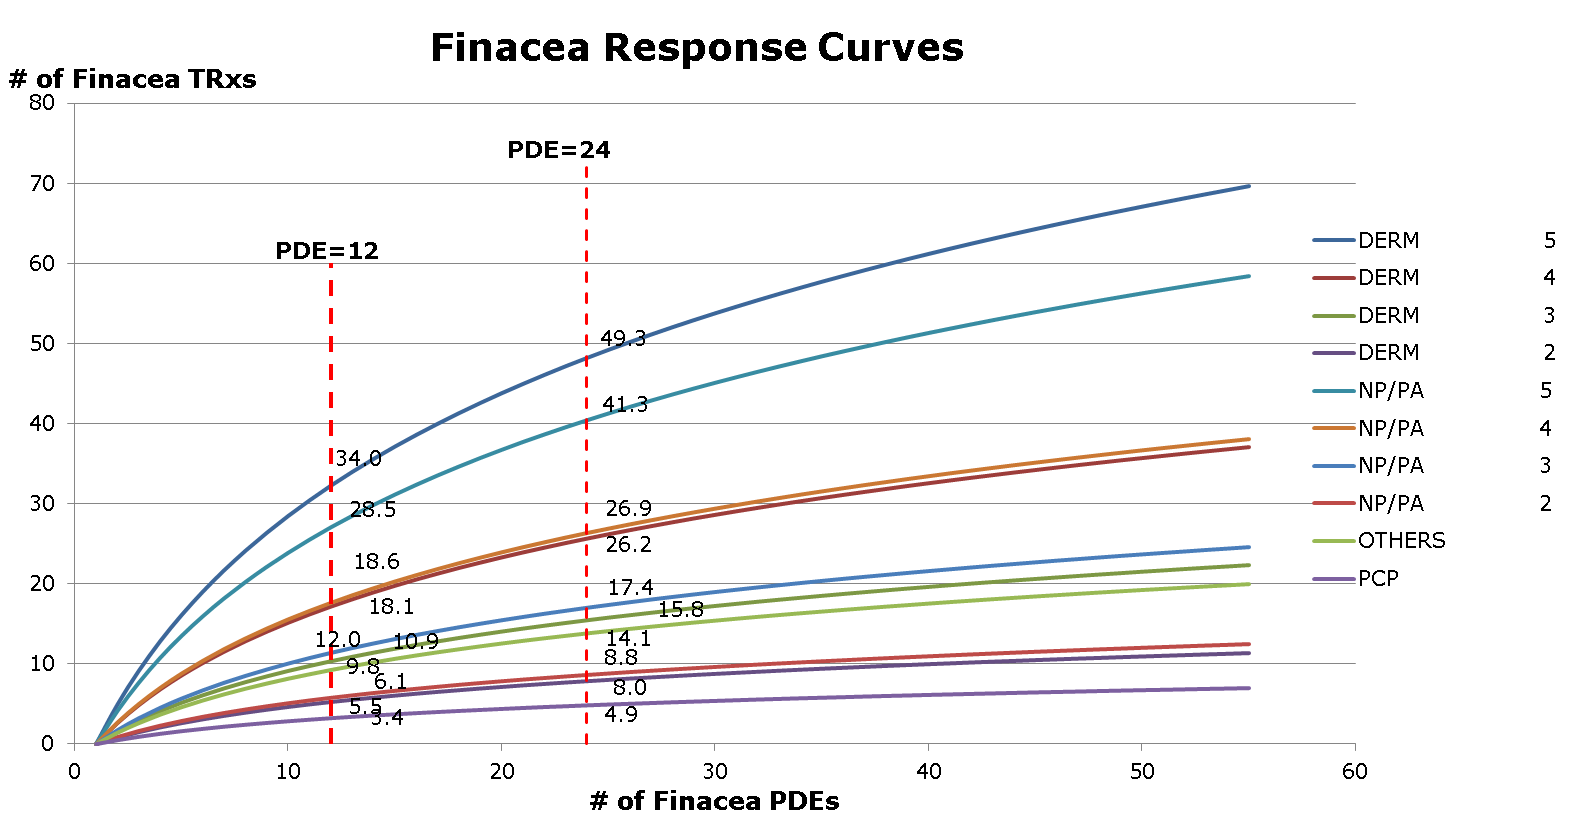 Finacea Response Curves
# of Finacea TRxs
80
70
60
50
40
30
20
10
0
PDE=24
PDE=12
49.3
41.3
34.0
28.5
26.9
26.2
18.6
18.1
17.4
15.8
12.0
10.9
14.1
9.8
8.8
6.1
8.0
5.5
3.4
4.9
0
10
20
30
40
50
60
# of Finacea PDEs
DERM 5
DERM 4
DERM 3
DERM 2
NP/PA 5
NP/PA 4
NP/PA 3
NP/PA 2
OTHERS
PCP